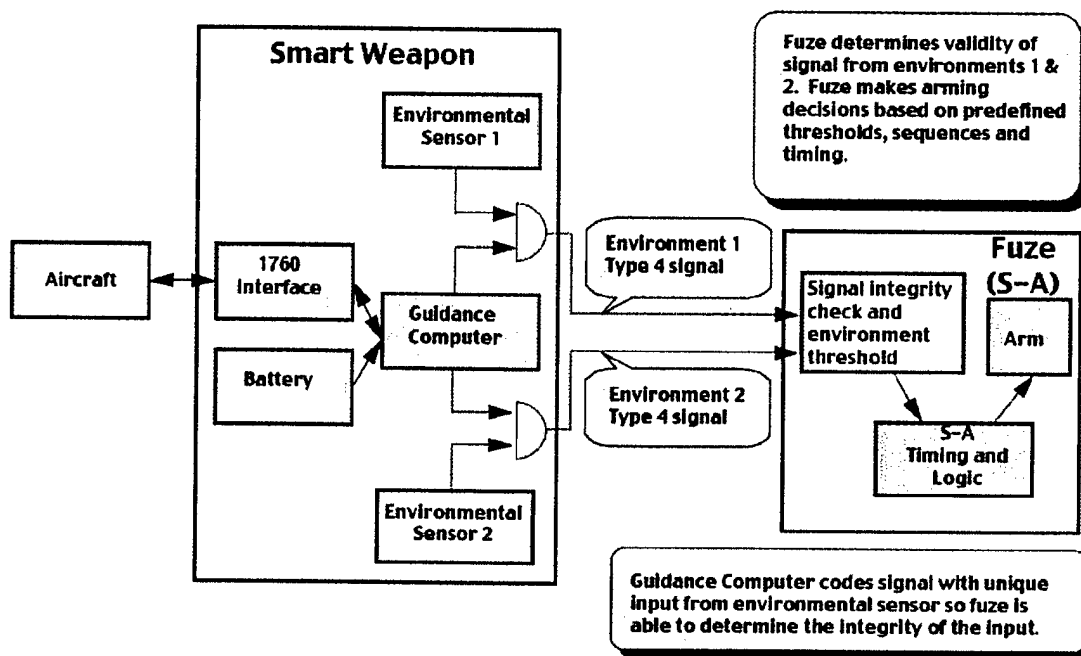 Smart Weapon
Environmental
Sensor 1
Aircraft
1760
Interface
Guidance
Computer
Battery
Environmental
Sensor 2
Environment 1
Type 4 signal
Environment 2
Type 4 signal
Fuze determines validity of
signal from environments 1 &
2. Fuze makes arming
decisions based on predefined
thresholds, sequences and
timing.
Fuze
(S-A)
Signal integrity
check and
environment
threshold
Arm
S-A
Timing and
Logic
Guidance Computer codes signal with unique
input from environmental sensor so fuze is
able to determine the integrity of the input.